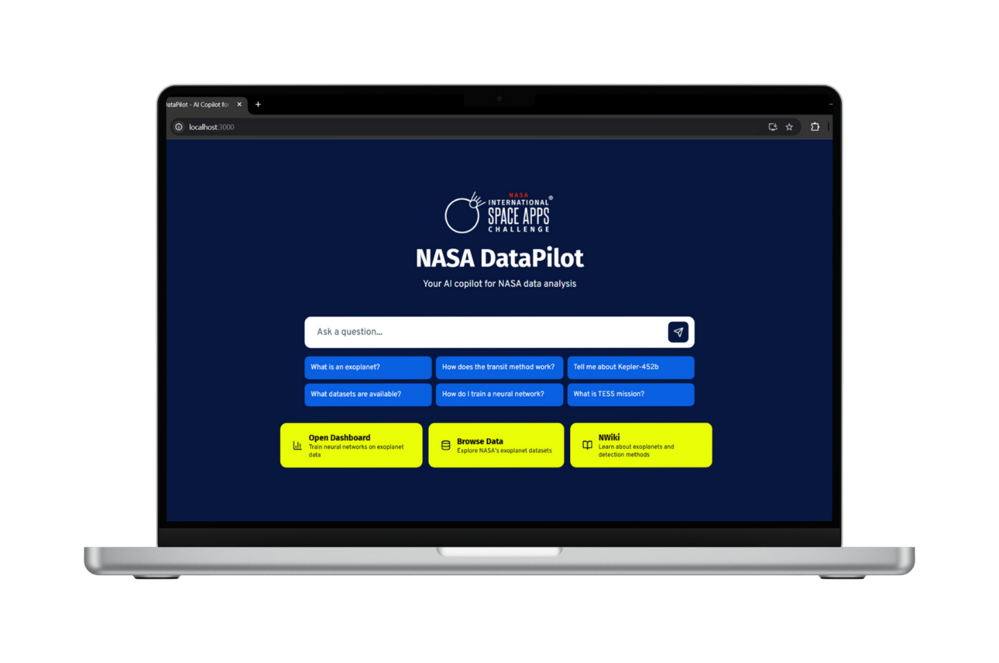 DataPilot - AI Copilot for
localhost:3000
NASA
INTERNATIONAL®
SPACE APPS
CHALLENGE
NASA DataPilot
Your AI copilot for NASA data analysis
Ask a question...
What is an exoplanet?
How does the transit method work?
Tell me about Kepler-452b
What datasets are available?
How do I train a neural network?
What is TESS mission?
Open Dashboard
Train neural networks on exoplanet
data
Browse Data
Explore NASA's exoplanet datasets
NWiki
Learn about exoplanets and
detection methods